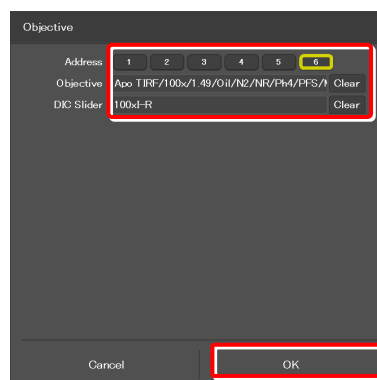 Objective
Address 1 2 3 4 5 6
Objective Apo TIRF/100x/1.49/Oil/N2/NR/Ph4/PFS/ Clear
DIC Slider 100xI-R Clear
Cancel OK